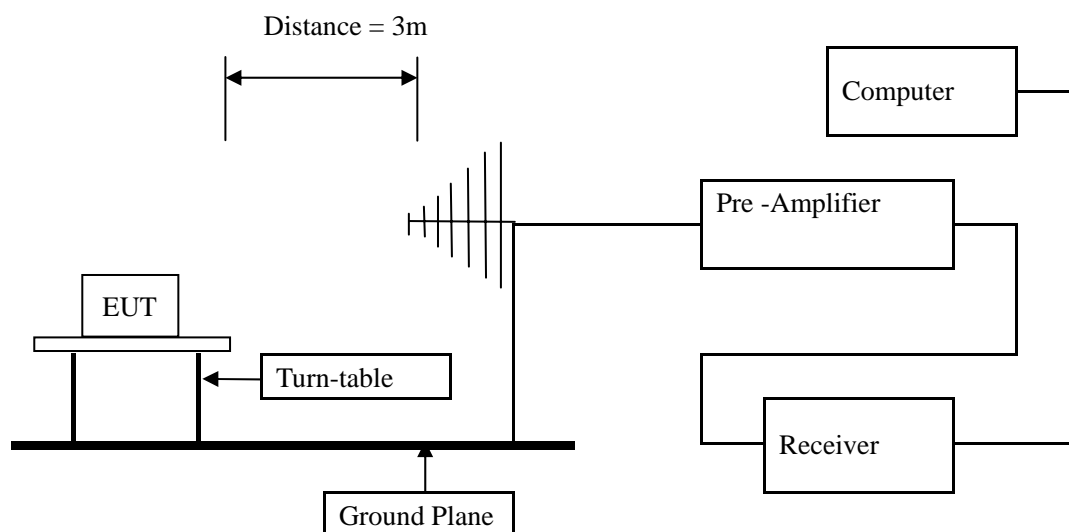 Distance = 3m
Computer
Pre -Amplifier
EUT
Turn-table
Receiver
Ground Plane